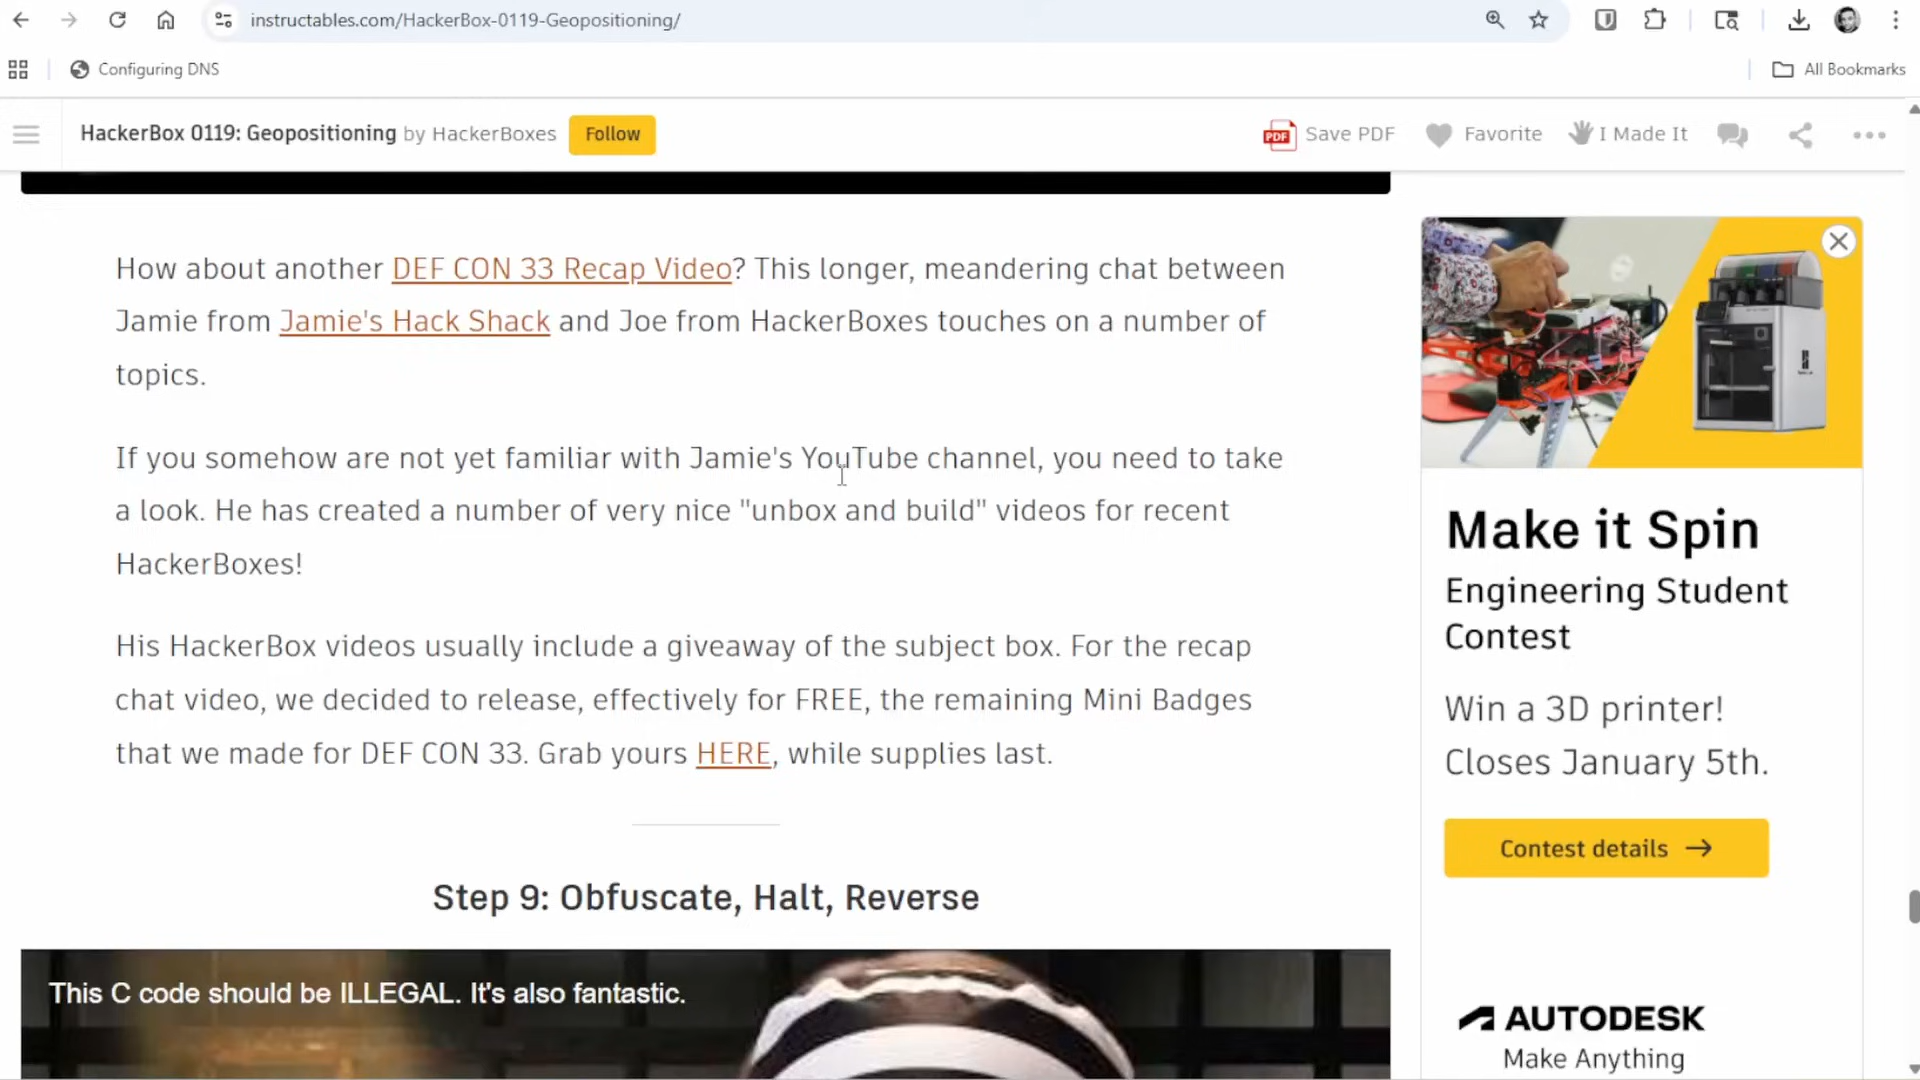 instructables.com/HackerBox-0119-Geopositioning/
Configuring DNS
All Bookmarks
HackerBox 0119: Geopositioning by HackerBoxes
Follow
PDF
Save PDF
Favorite
I Made It
How about another DEF CON 33 Recap Video? This longer, meandering chat between
Jamie from Jamie's Hack Shack and Joe from HackerBoxes touches on a number of
topics.
If you somehow are not yet familiar with Jamie's YouTube channel, you need to take
a look. He has created a number of very nice "unbox and build" videos for recent
HackerBoxes!
His HackerBox videos usually include a giveaway of the subject box. For the recap
chat video, we decided to release, effectively for FREE, the remaining Mini Badges
that we made for DEF CON 33. Grab yours HERE, while supplies last.
Step 9: Obfuscate, Halt, Reverse
This C code should be ILLEGAL. It's also fantastic.
Make it Spin
Engineering Student
Contest
Win a 3D printer!
Closes January 5th.
Contest details →
AUTODESK
Make Anything